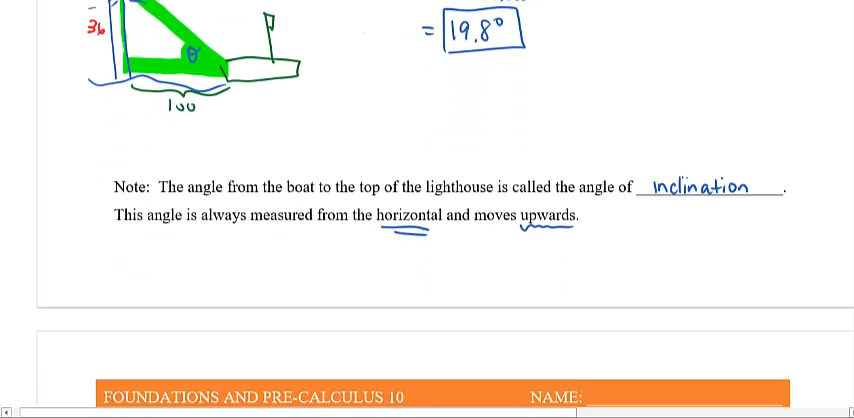 36
θ
= 19.8°
100
Note: The angle from the boat to the top of the lighthouse is called the angle of inclination.
This angle is always measured from the horizontal and moves upwards.
FOUNDATIONS AND PRE-CALCULUS 10 NAME: